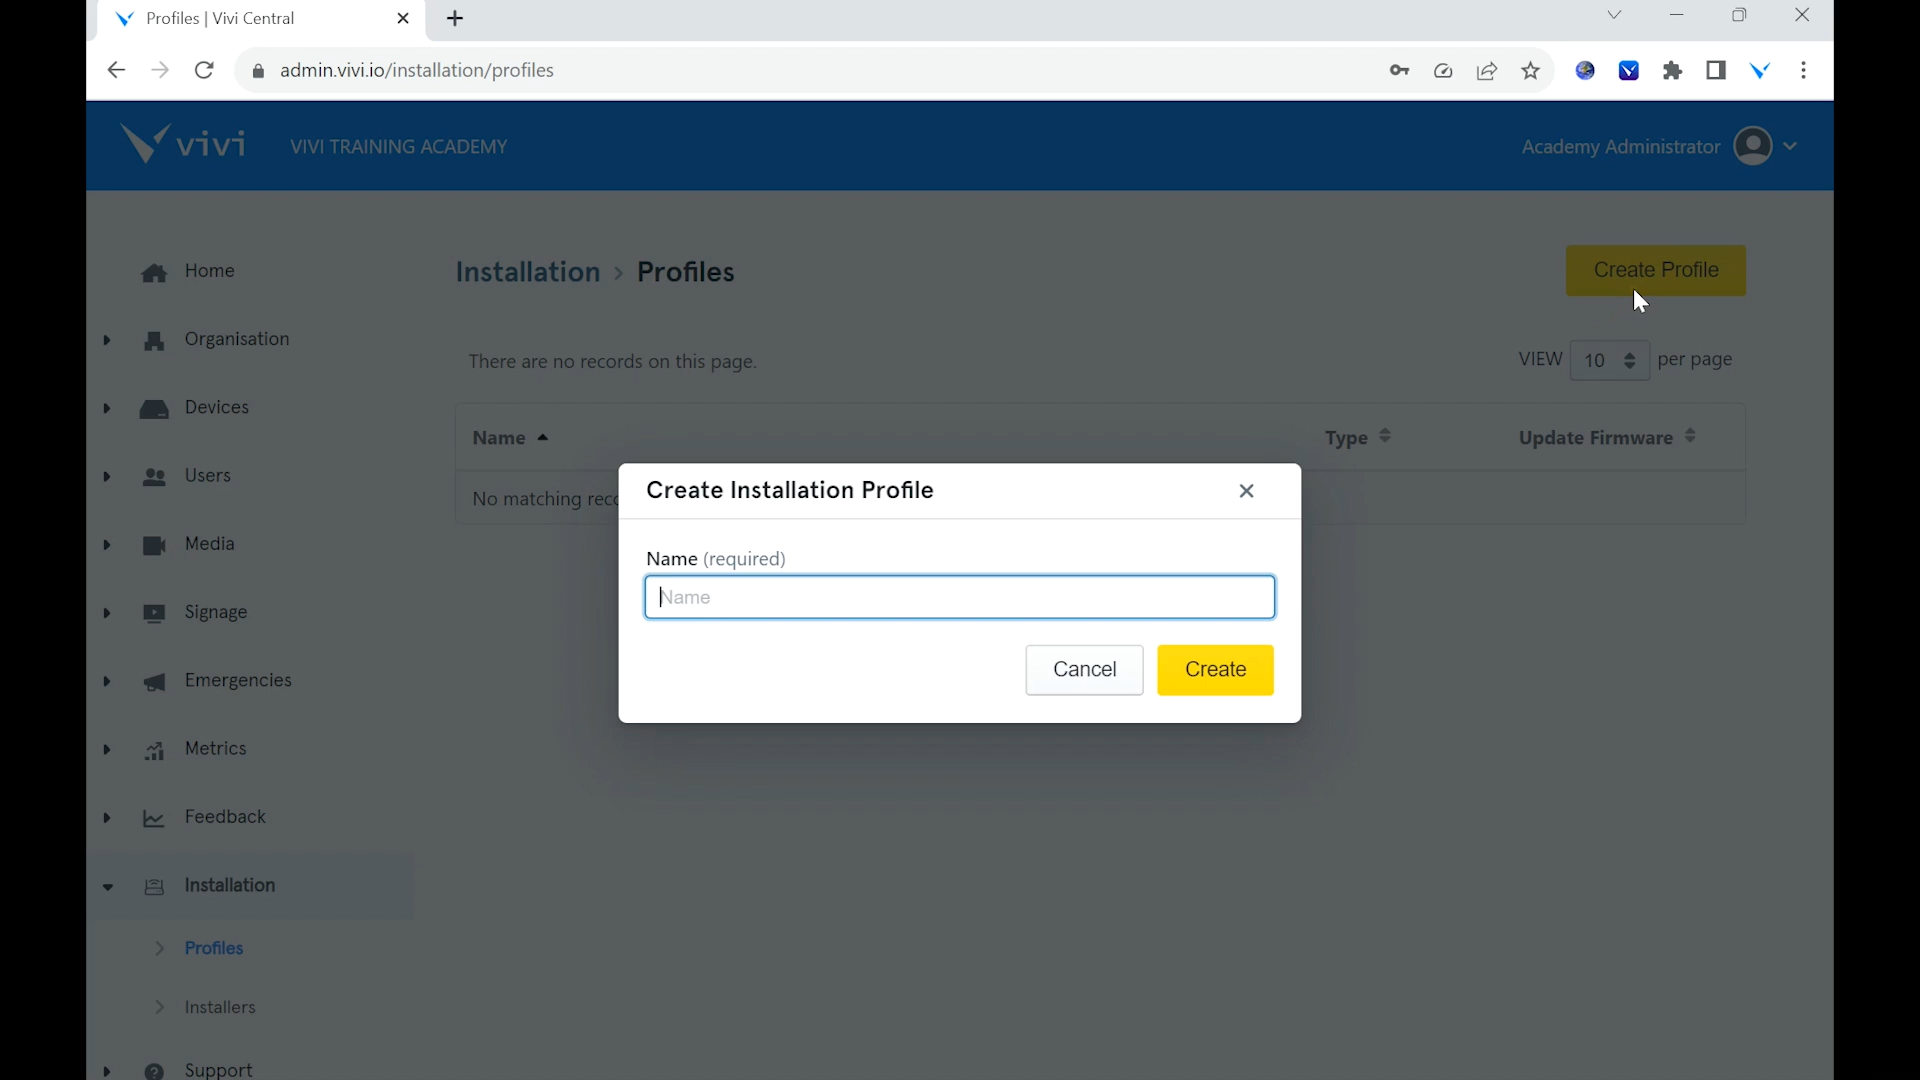 Profiles | Vivi Central
admin.vivi.io/installation/profiles
vivi
VIVI TRAINING ACADEMY
Academy Administrator
Home
Organisation
Devices
Users
Media
Signage
Emergencies
Metrics
Feedback
Installation
Profiles
Installers
Support
Installation > Profiles
Create Profile
There are no records on this page.
VIEW 10 per page
Name Type Update Firmware
No matching
Create Installation Profile
Name (required)
Name
Cancel Create